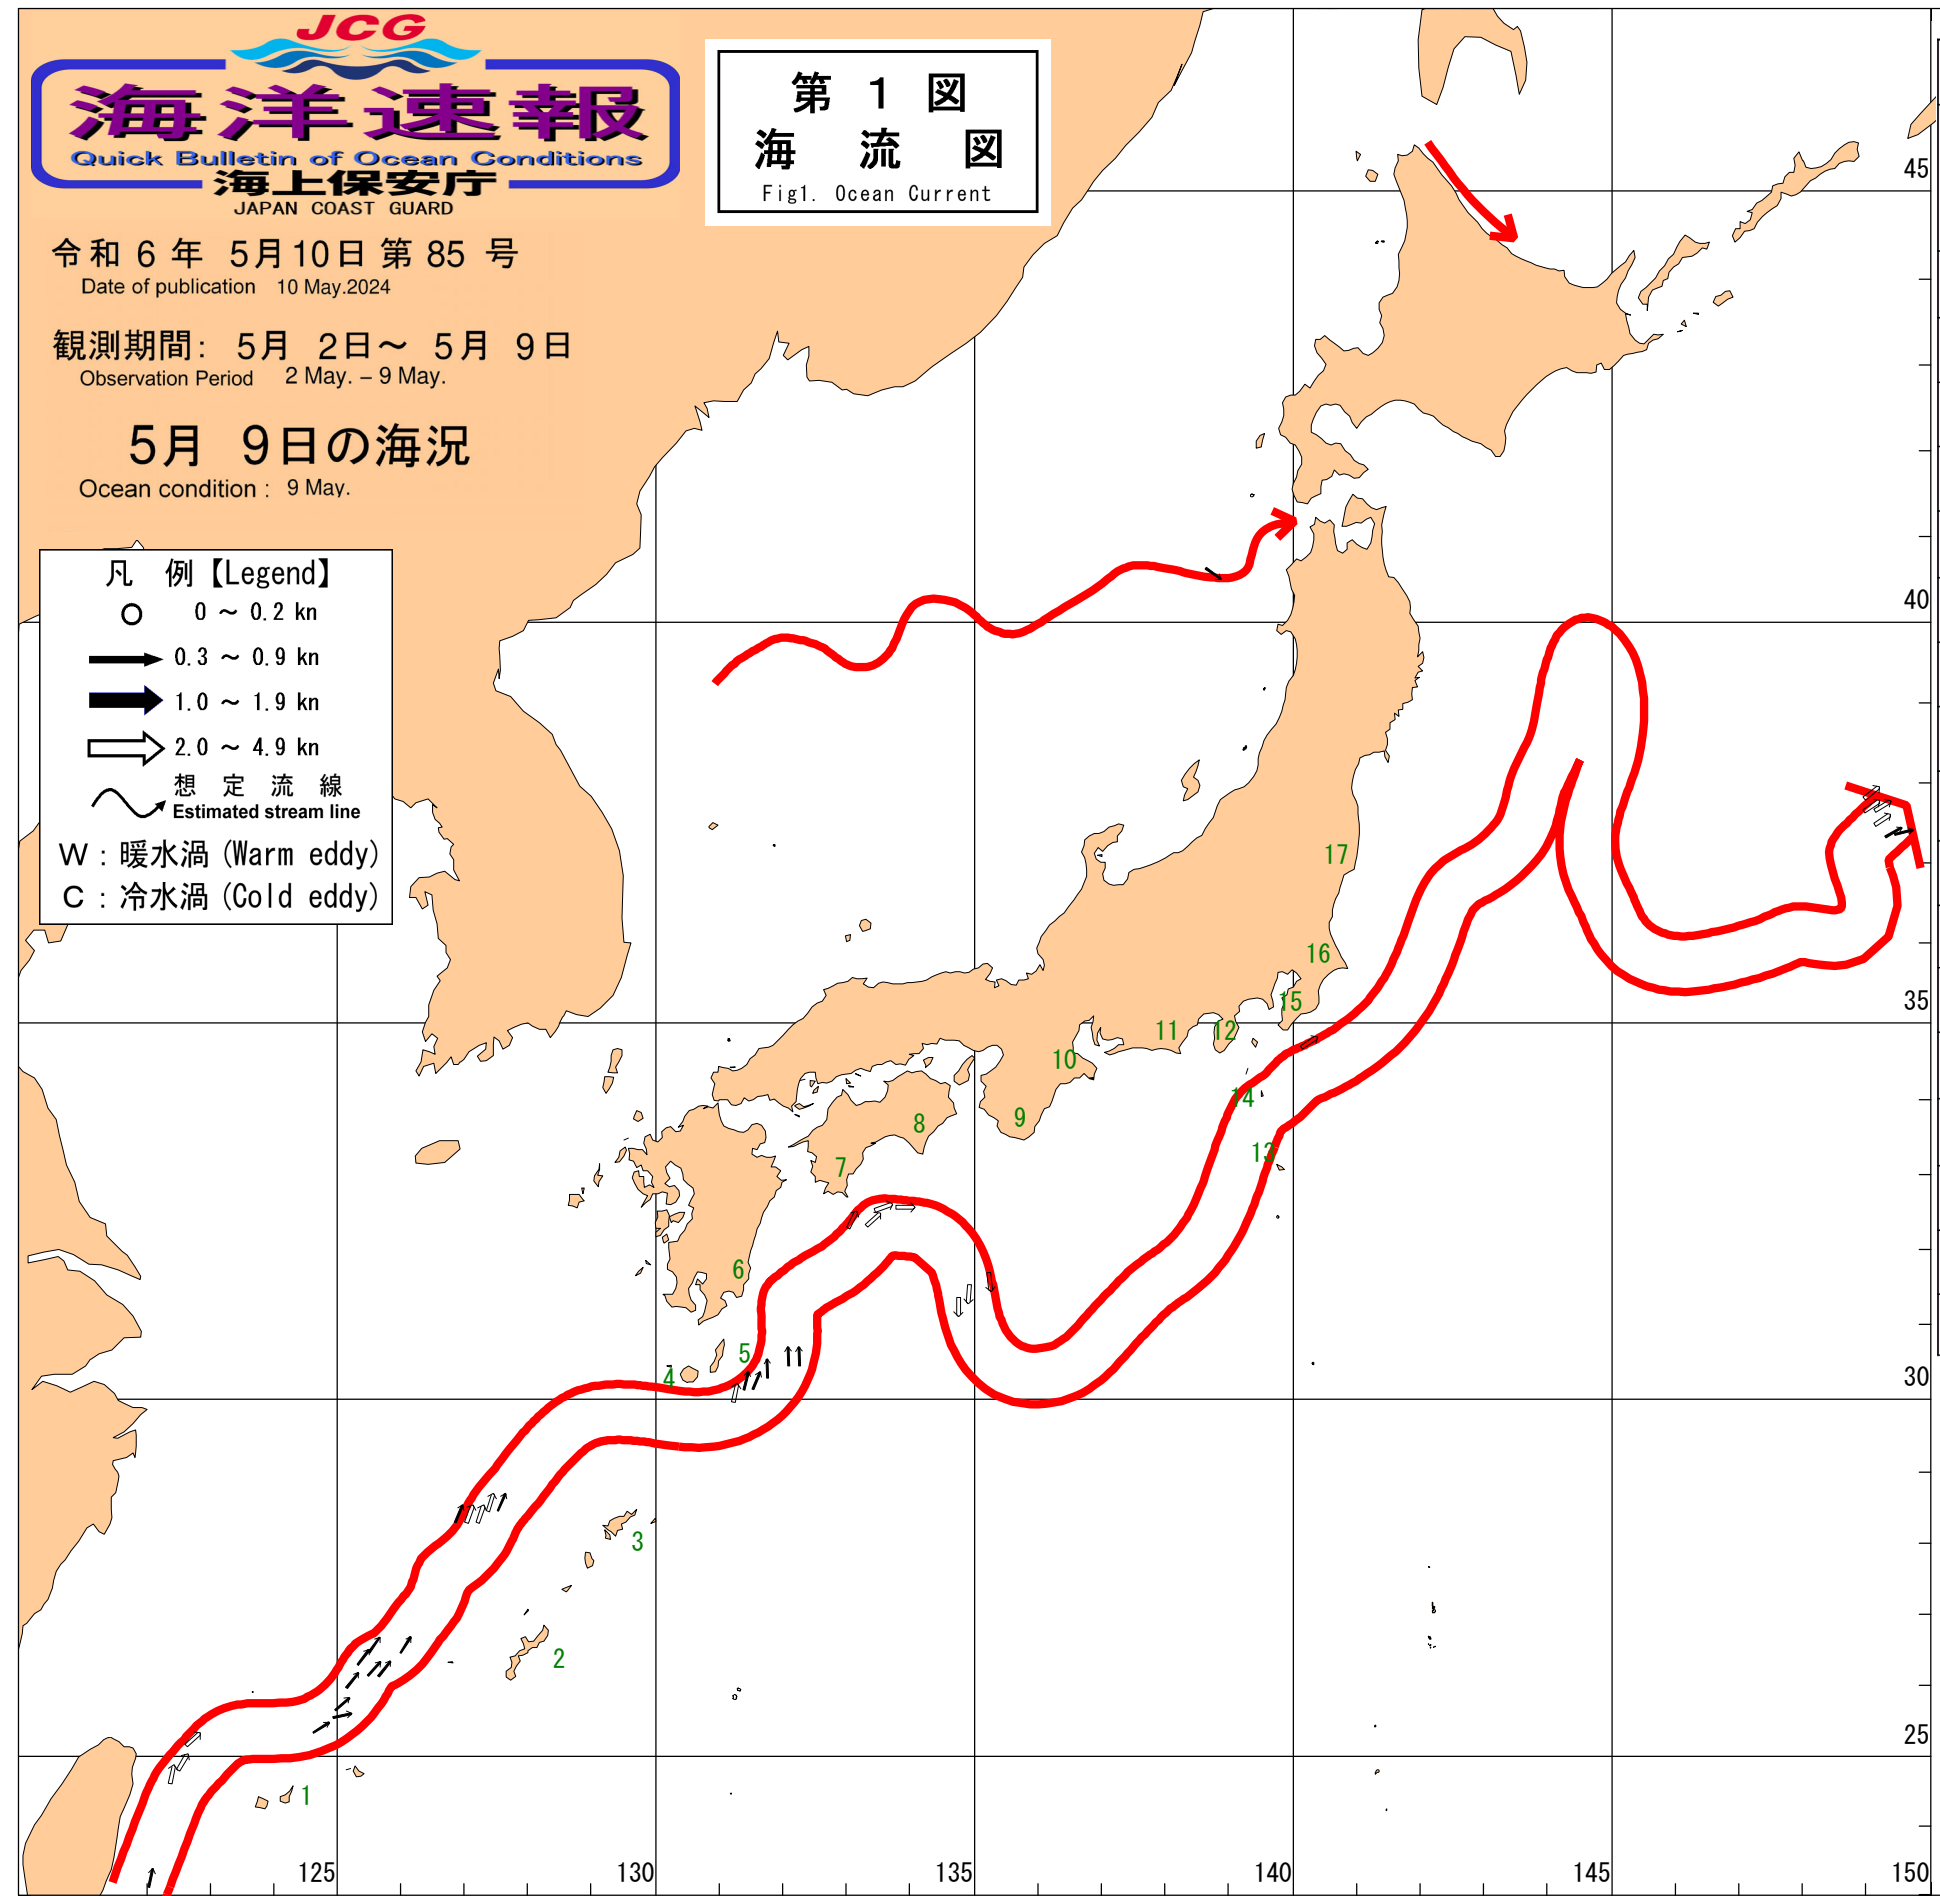 JCG
海洋速報
Quick Bulletin of Ocean Conditions
海上保安庁
JAPAN COAST GUARD
第 1 図
海 流 図
Fig1. Ocean Current
令和 6 年 5月10日 第 85 号
Date of publication 10 May.2024
観測期間: 5月 2日～ 5月 9日
Observation Period 2 May. – 9 May.
5月 9日の海況
Ocean condition : 9 May.
凡 例【Legend】
0 ～ 0.2 kn
0.3 ～ 0.9 kn
1.0 ～ 1.9 kn
2.0 ～ 4.9 kn
想 定 流 線
Estimated stream line
W : 暖水渦 (Warm eddy)
C : 冷水渦 (Cold eddy)
45
40
35
30
25
17
16
15
11
12
10
14
9
8
13
7
6
5
4
3
2
1
125
130
135
140
145
150